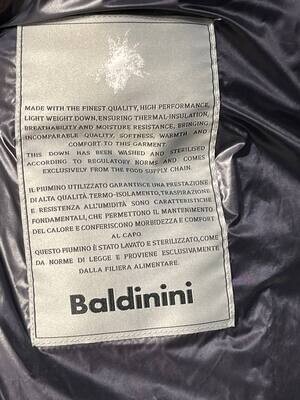 MADE WITH THE FINEST QUALITY, HIGH PERFORMANCE,
LIGHT WEIGHT DOWN, ENSURING THERMAL-INSULATION,
BREATHABILITY AND MOISTURE RESISTANCE, BRINGING
INCOMPARABLE QUALITY, SOFTNESS, WARMTH AND
COMFORT TO THIS GARMENT.
THIS DOWN HAS BEEN WASHED AND STERILISED
ACCORDING TO REGULATORY NORMS AND COMES
EXCLUSIVELY FROM THE FOOD SUPPLY CHAIN.
IL PIUMINO UTILIZZATO GARANTISCE UNA PRESTAZIONE
DI ALTA QUALITÀ. TERMO-ISOLAMENTO, TRASPIRAZIONE
E RESISTENZA ALL'UMIDITÀ SONO CARATTERISTICHE
FONDAMENTALI, CHE PERMETTONO IL MANTENIMENTO
DEL CALORE E CONFERISCONO MORBIDEZZA E COMFORT
AL CAPO.
QUESTO PIUMINO È STATO LAVATO E STERILIZZATO, COME
DA NORME DI LEGGE E PROVIENE ESCLUSIVAMENTE
DALLA FILIERA ALIMENTARE.
Baldinini